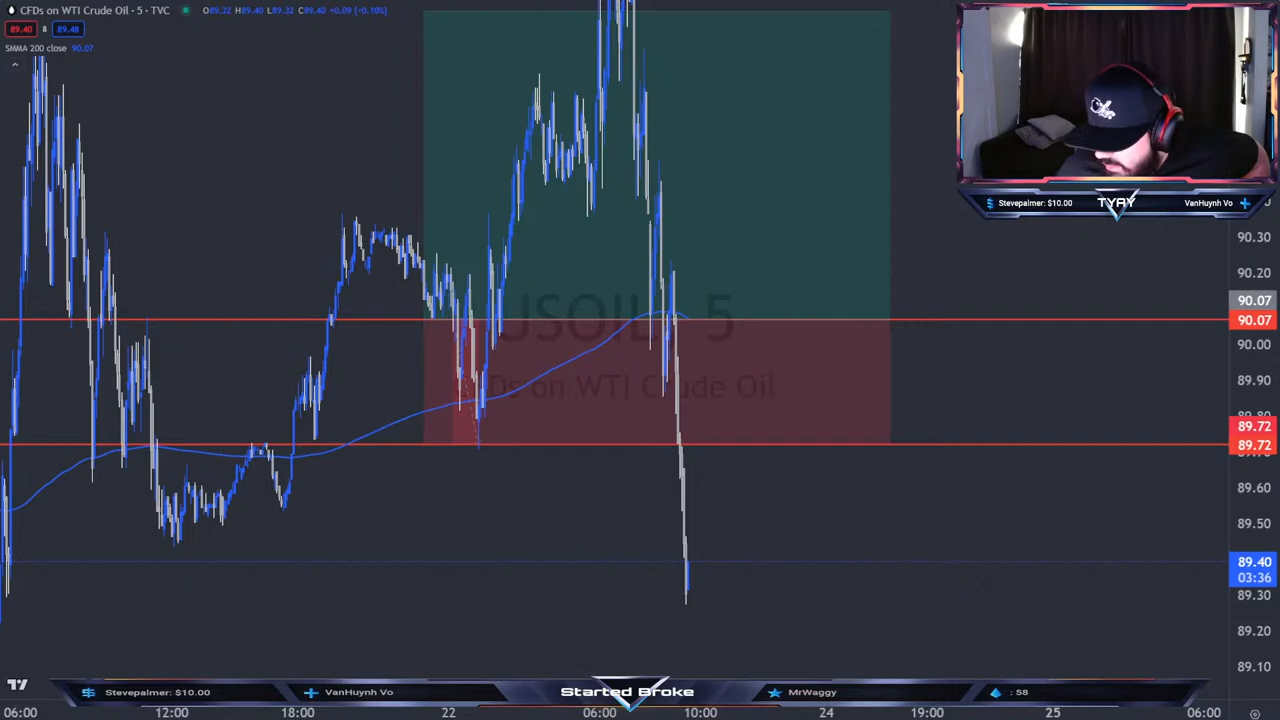 CFDs on WTI Crude Oil · 5 · TVC O89.32 H89.40 L89.32 C89.40 +0.09 (+0.10%)
89.40 8 89.48
SMMA 200 close 90.07
Stevepalmer: $10.00 TYAY VanHuynh Vo
90.30
90.20
90.07
90.07
90.00
89.90
89.80
89.72
89.72
89.60
89.50
89.40
03:36
89.30
89.20
89.10
USOIL, 5
CFDs on WTI Crude Oil
Stevepalmer: $10.00 VanHuynh Vo Started Broke MrWaggy : 58
06:00 12:00 18:00 22 06:00 10:00 24 19:00 25 06:00